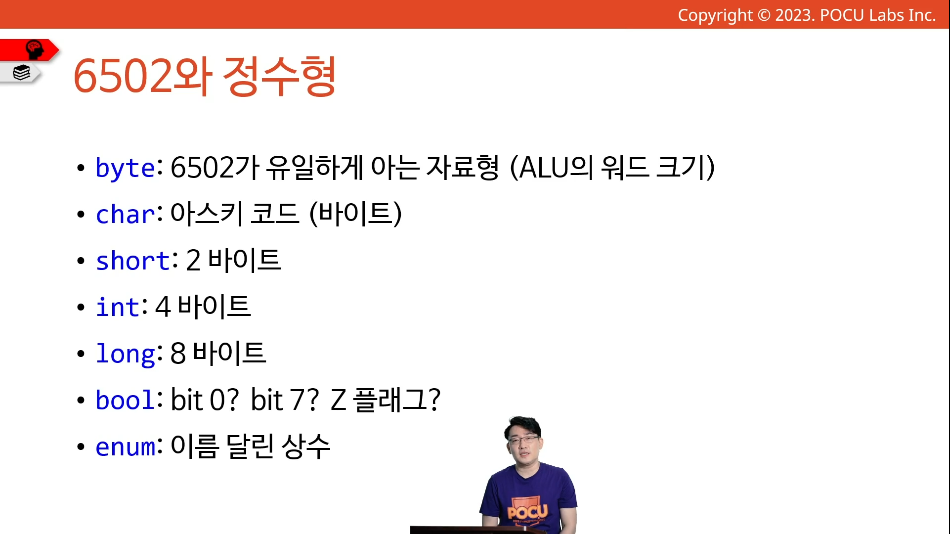 Copyright © 2023. POCU Labs Inc.
6502와 정수형
• byte: 6502가 유일하게 아는 자료형 (ALU의 워드 크기)
• char: 아스키 코드 (바이트)
• short: 2 바이트
• int: 4 바이트
• long: 8 바이트
• bool: bit 0? bit 7? Z 플래그?
• enum: 이름 달린 상수
POCU